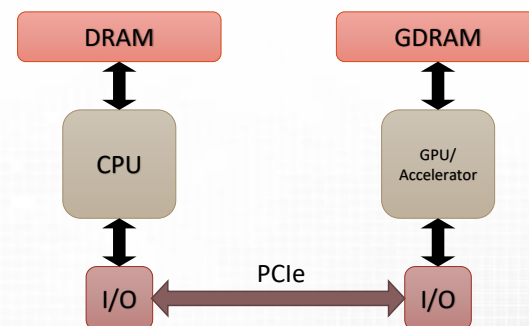 DRAM
GDRAM
CPU
GPU/
Accelerator
PCIe
I/O
I/O